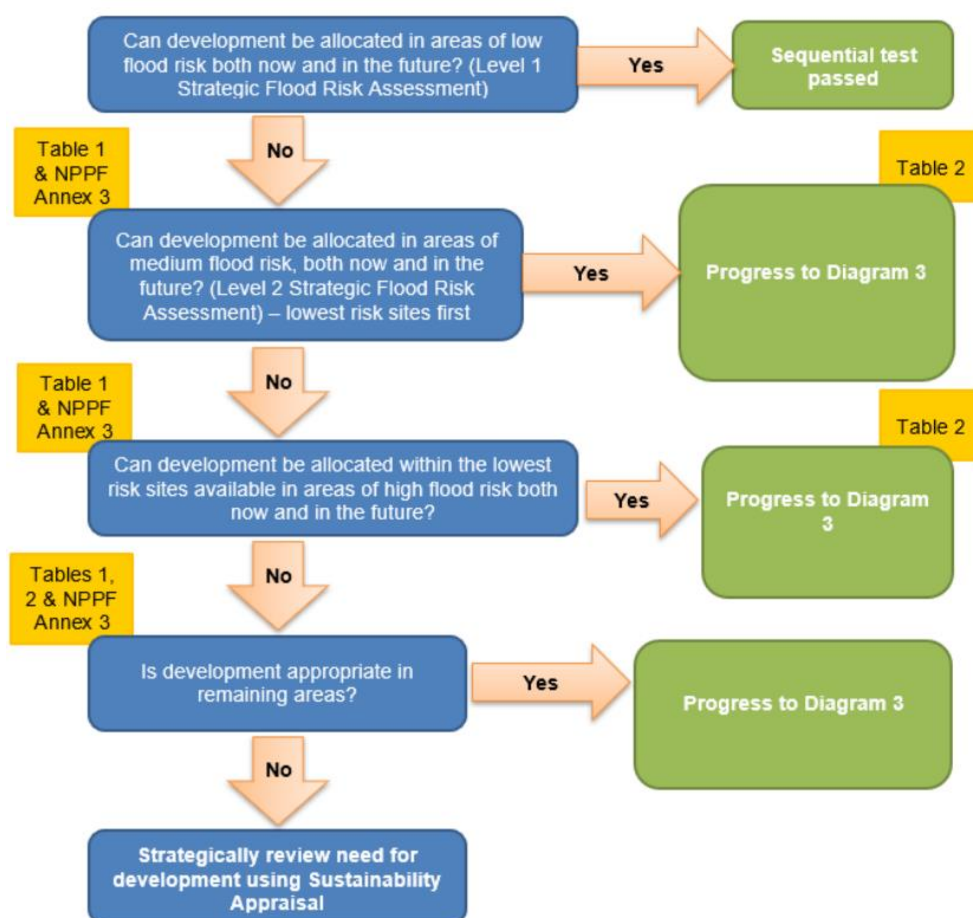 Can development be allocated in areas of low
flood risk both now and in the future? (Level 1
Strategic Flood Risk Assessment)
Yes
Sequential test
passed
No
Table 1
& NPPF
Annex 3
Table 2
Can development be allocated in areas of
medium flood risk, both now and in the
future? (Level 2 Strategic Flood Risk
Assessment) – lowest risk sites first
Yes
Progress to Diagram 3
No
Table 1
& NPPF
Annex 3
Table 2
Can development be allocated within the lowest
risk sites available in areas of high flood risk both
now and in the future?
Yes
Progress to Diagram
3
No
Tables 1,
2 & NPPF
Annex 3
Is development appropriate in
remaining areas?
Yes
Progress to Diagram 3
No
Strategically review need for
development using Sustainability
Appraisal